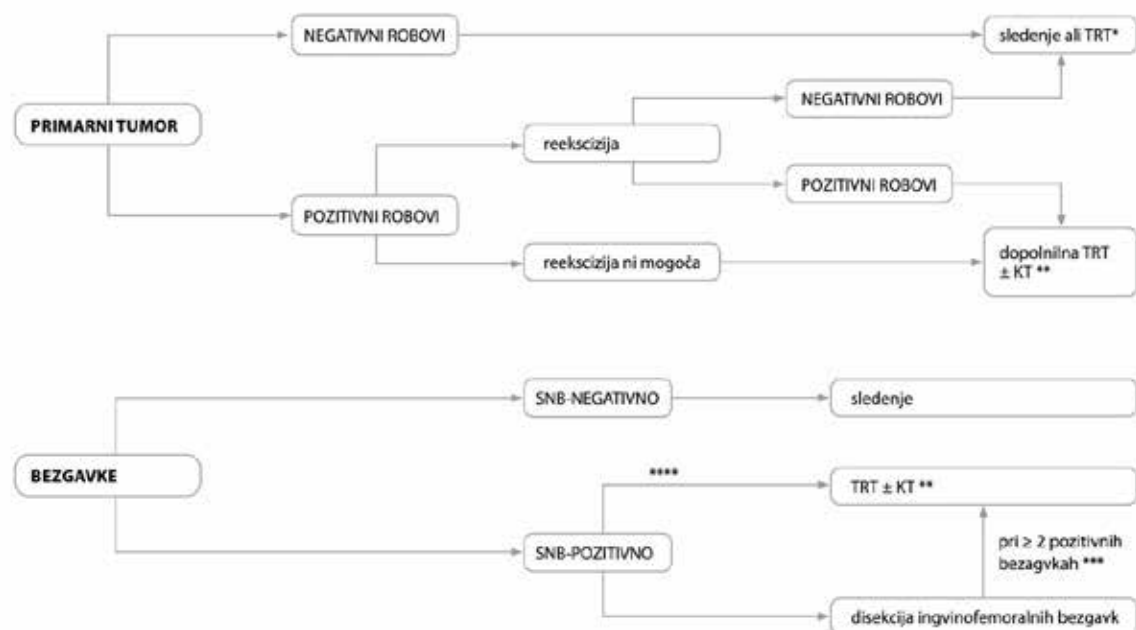 NEGATIVNI ROBOVI
sledenje ali TRT*
PRIMARNI TUMOR
NEGATIVNI ROBOVI
reekscizija
POZITIVNI ROBOVI
POZITIVNI ROBOVI
reekscizija ni mogoča
dopolnilna TRT
± KT **
SNB-NEGATIVNO
sledenje
BEZGAVKE
****
TRT ± KT **
SNB-POZITIVNO
pri ≥ 2 pozitivnih
bezagvkah ***
disekcija ingvinofemoralnih bezgavk